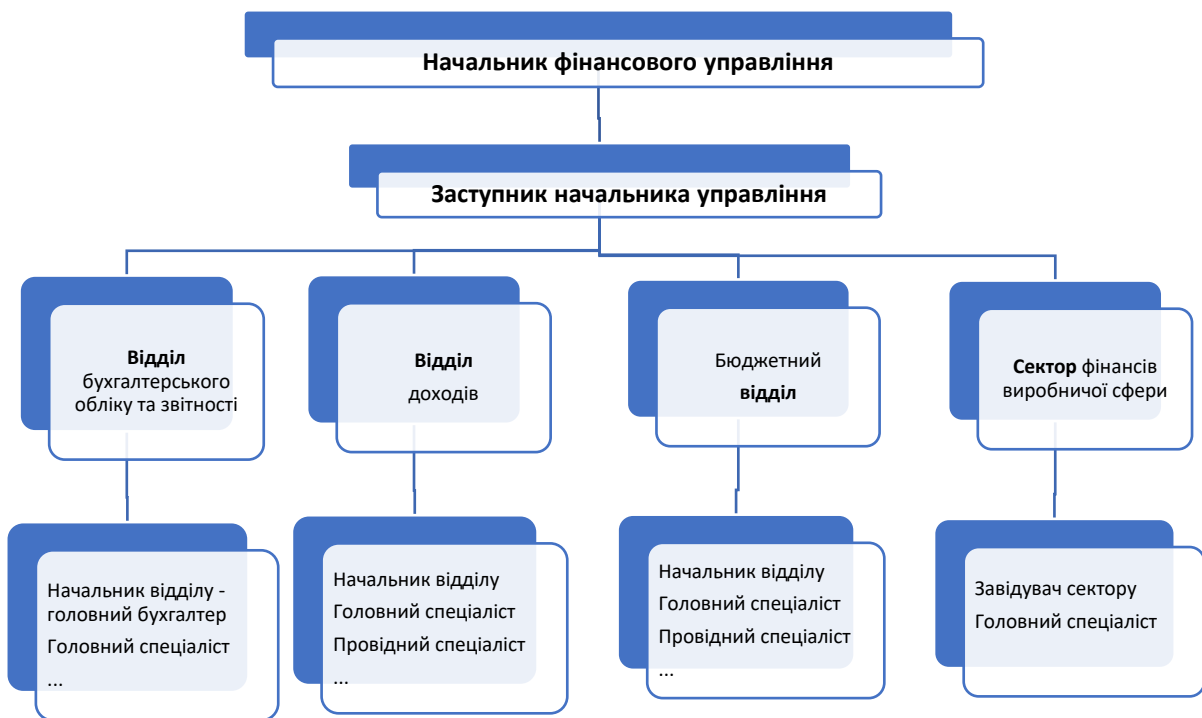 Начальник фінансового управління
Заступник начальника управління
Відділ
бухгалтерського
обліку та звітності
Відділ
доходів
Бюджетний
відділ
Сектор фінансів
виробничої сфери
Начальник відділу -
головний бухгалтер
Головний спеціаліст
...
Начальник відділу
Головний спеціаліст
Провідний спеціаліст
...
Начальник відділу
Головний спеціаліст
Провідний спеціаліст
...
Завідувач сектору
Головний спеціаліст